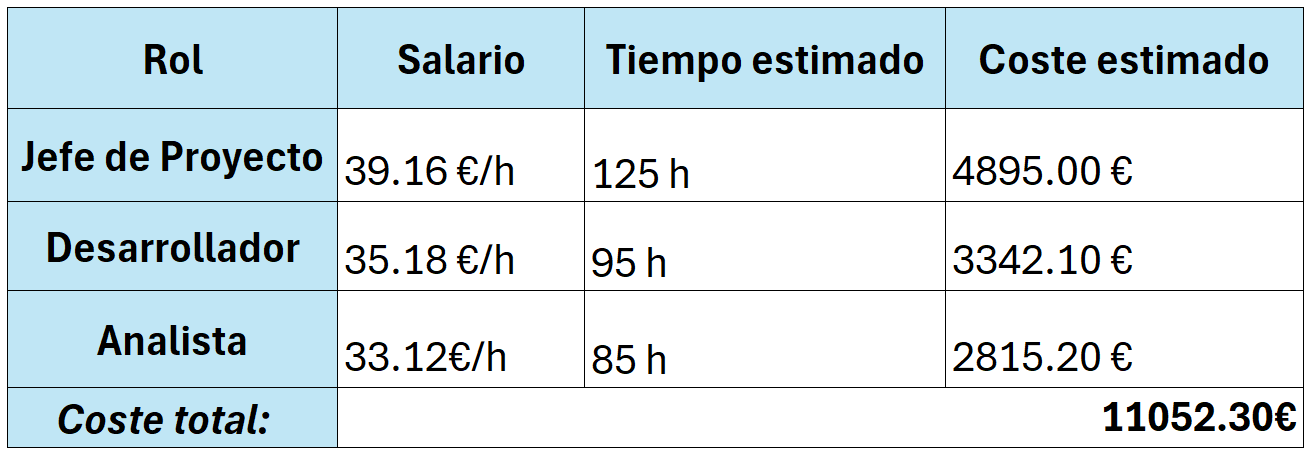 Rol Salario Tiempo estimado Coste estimado
Jefe de Proyecto 39.16 €/h 125 h 4895.00 €
Desarrollador 35.18 €/h 95 h 3342.10 €
Analista 33.12€/h 85 h 2815.20 €
Coste total: 11052.30€